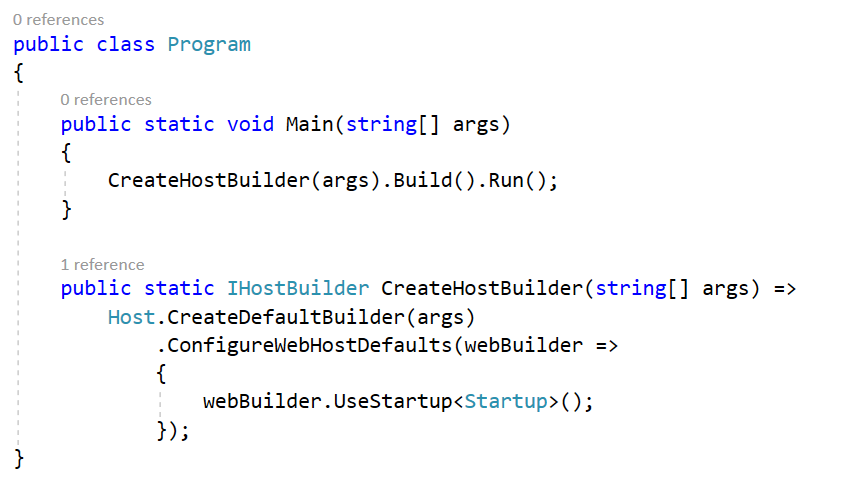 0 references
public class Program
{
0 references
public static void Main(string[] args)
{
CreateHostBuilder(args).Build().Run();
}
1 reference
public static IHostBuilder CreateHostBuilder(string[] args) =>
Host.CreateDefaultBuilder(args)
.ConfigureWebHostDefaults(webBuilder =>
{
webBuilder.UseStartup<Startup>();
});
}